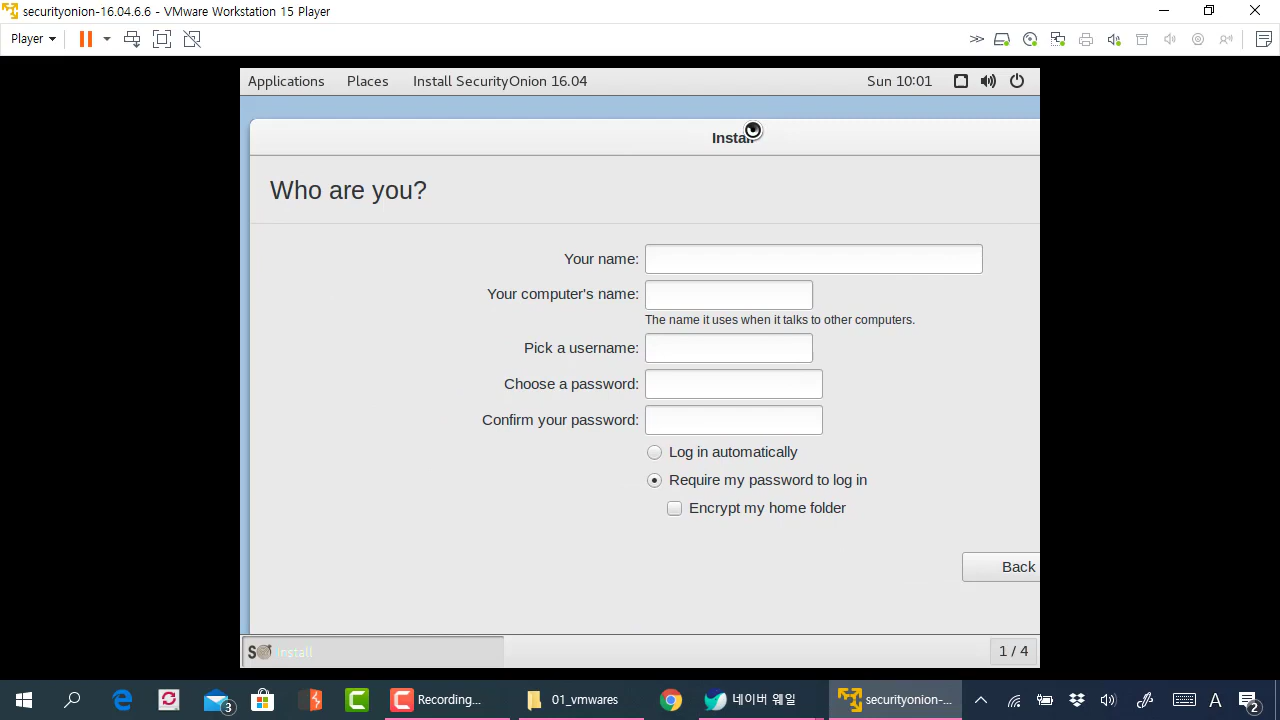 securityonion-16.04.6.6 - VMware Workstation 15 Player
Player
Applications Places Install SecurityOnion 16.04 Sun 10:01
Install
Who are you?
Your name:
Your computer's name:
The name it uses when it talks to other computers.
Pick a username:
Choose a password:
Confirm your password:
Log in automatically
Require my password to log in
Encrypt my home folder
Back
Install 1 / 4
3 Recording... 01_vmwares 네이버 웨일 securityonion-... A 2